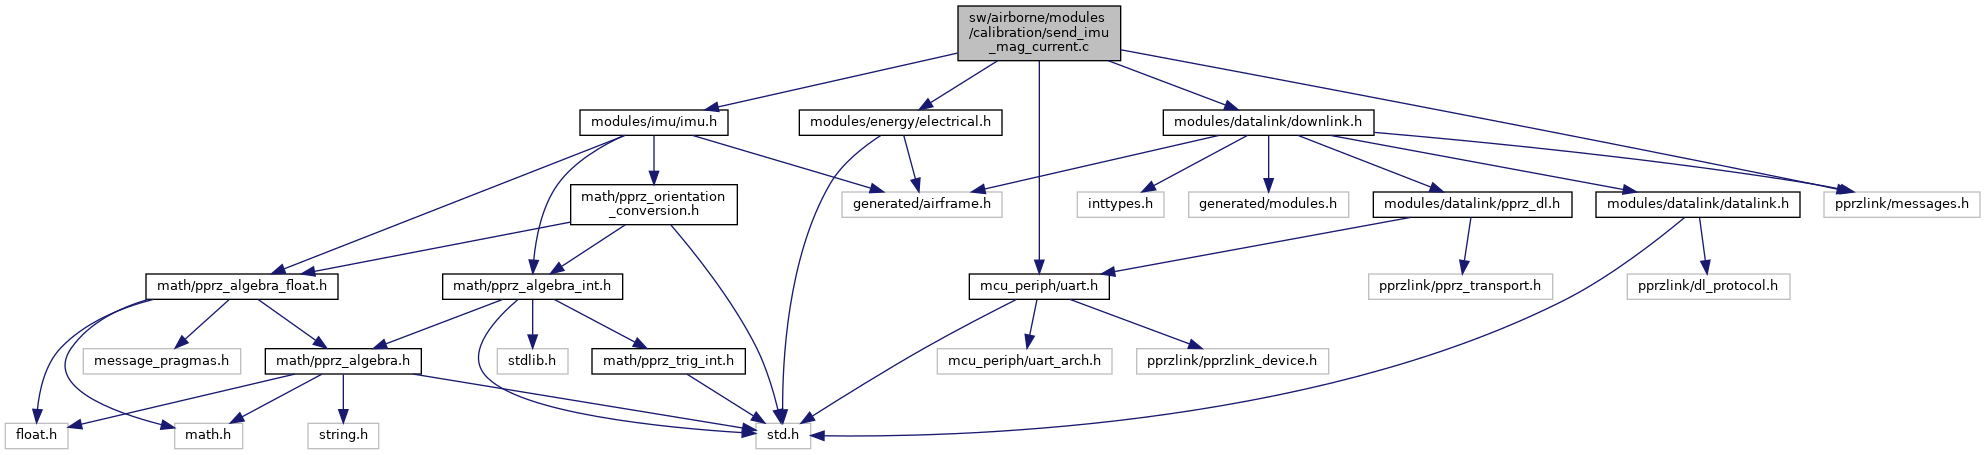 sw/airborne/modules
/calibration/send_imu
_mag_current.c
modules/imu/imu.h
modules/energy/electrical.h
modules/datalink/downlink.h
math/pprz_orientation
_conversion.h
generated/airframe.h
inttypes.h
generated/modules.h
modules/datalink/pprz_dl.h
modules/datalink/datalink.h
pprzlink/messages.h
math/pprz_algebra_float.h
math/pprz_algebra_int.h
mcu_periph/uart.h
pprzlink/pprz_transport.h
pprzlink/dl_protocol.h
message_pragmas.h
math/pprz_algebra.h
stdlib.h
math/pprz_trig_int.h
mcu_periph/uart_arch.h
pprzlink/pprzlink_device.h
float.h
math.h
string.h
std.h